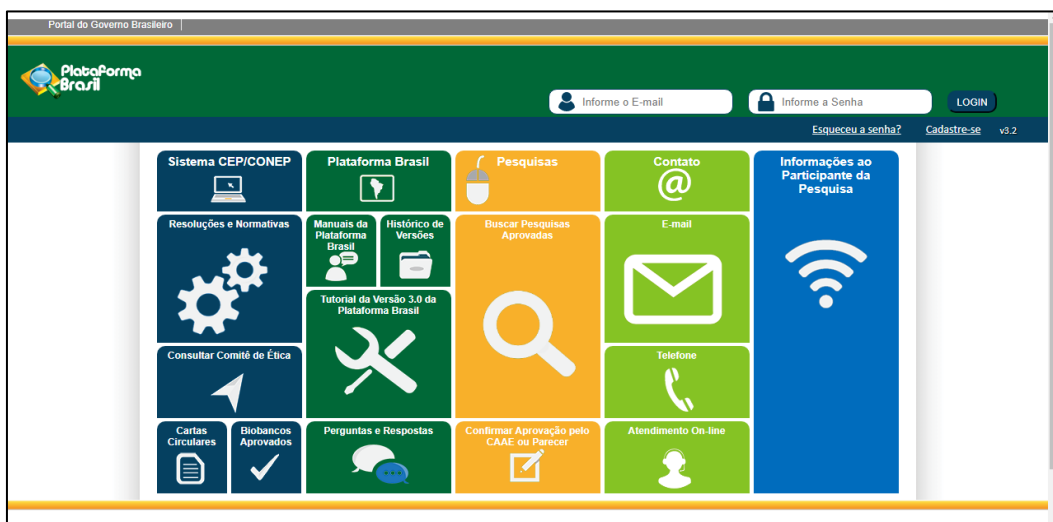 Portal do Governo Brasileiro |
Plataforma
Brasil
Informe o E-mail
Informe a Senha
LOGIN
Esqueceu a senha?
Cadastre-se
v3.2
Sistema CEP/CONEP
Plataforma Brasil
Pesquisas
Contato
@
Informações ao
Participante da
Pesquisa
Resoluções e Normativas
Manuais da
Plataforma
Brasil
Histórico de
Versões
Buscar Pesquisas
Aprovadas
E-mail
Tutorial da Versão 3.0 da
Plataforma Brasil
Consultar Comitê de Ética
Telefone
Cartas
Circulares
Biobancos
Aprovados
Perguntas e Respostas
Confirmar Aprovação pelo
CAAE ou Parecer
Atendimento On-line